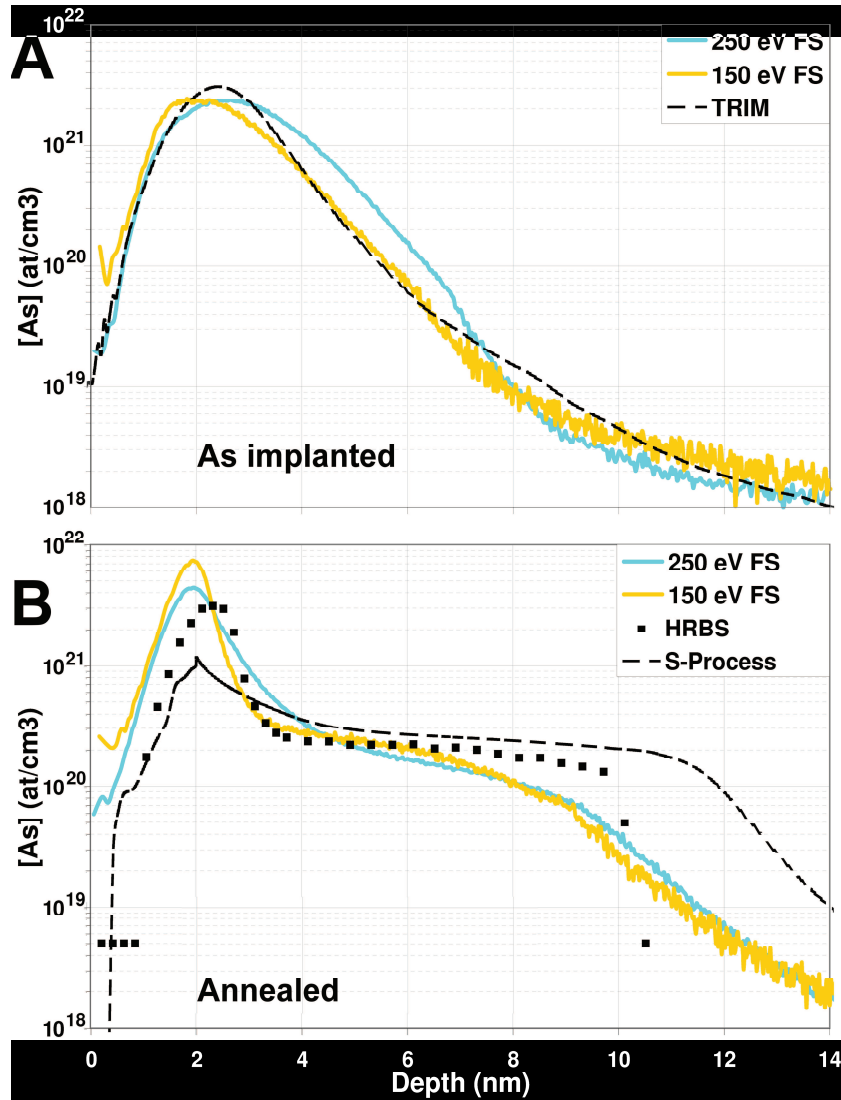 A
10^22
10^21
10^20
10^19
10^18
[As] (at/cm3)
250 eV FS
150 eV FS
TRIM
As implanted
B
10^22
10^21
10^20
10^19
10^18
[As] (at/cm3)
250 eV FS
150 eV FS
HRBS
S-Process
Annealed
0 2 4 6 8 10 12 14
Depth (nm)